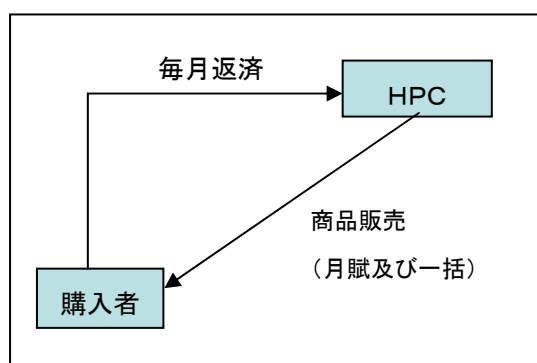 毎月返済
ＨＰＣ
商品販売
（月賦及び一括）
購入者